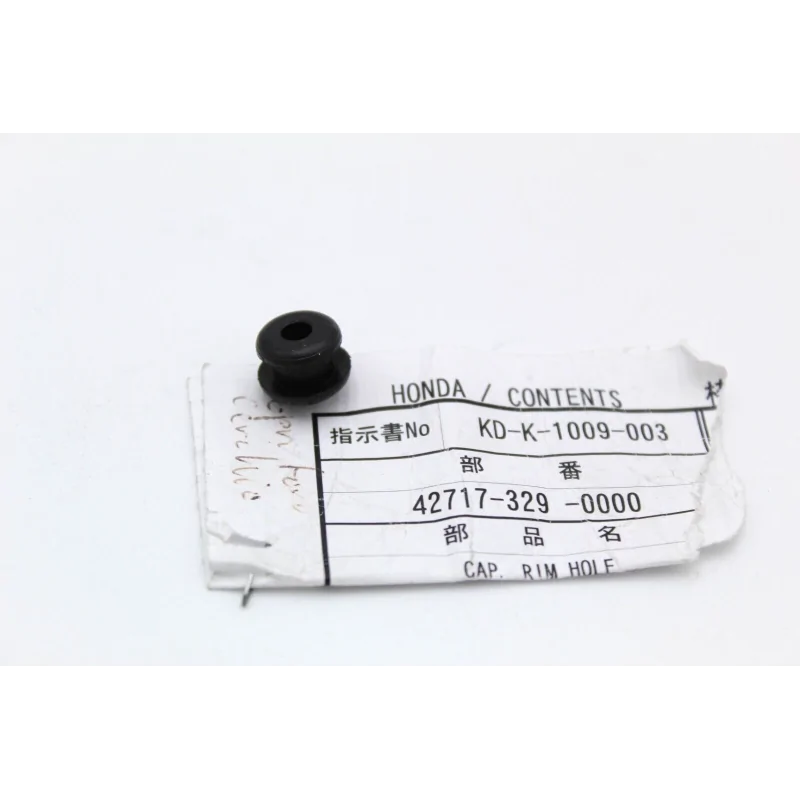 HONDA / CONTENTS
指示書No KD-K-1009-003
部 番
42717-329 -0000
部 品 名
CAP. RIM HOLE
cerchio